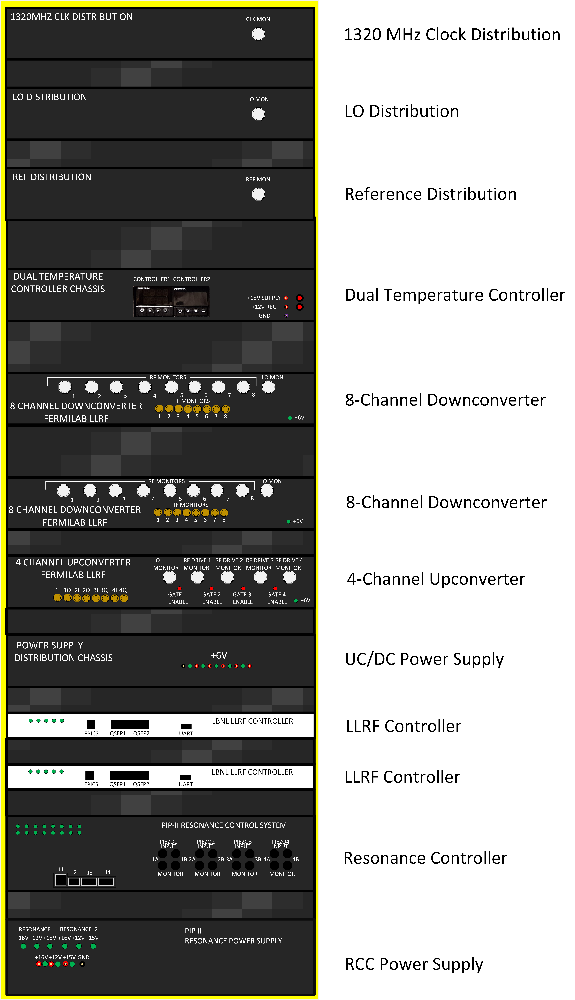 1320MHZ CLK DISTRIBUTION
CLK MON
1320 MHz Clock Distribution
LO DISTRIBUTION
LO MON
LO Distribution
REF DISTRIBUTION
REF MON
Reference Distribution
DUAL TEMPERATURE
CONTROLLER CHASSIS
CONTROLLER1 CONTROLLER2
OMEGA OMEGA
+15V SUPPLY
+12V REG
GND
Dual Temperature Controller
RF MONITORS LO MON
1 2 3 4 5 6 7 8
IF MONITORS
8 CHANNEL DOWNCONVERTER
FERMILAB LLRF
1 2 3 4 5 6 7 8
+6V
8-Channel Downconverter
RF MONITORS LO MON
1 2 3 4 5 6 7 8
IF MONITORS
8 CHANNEL DOWNCONVERTER
FERMILAB LLRF
1 2 3 4 5 6 7 8
+6V
8-Channel Downconverter
4 CHANNEL UPCONVERTER
FERMILAB LLRF
LO RF DRIVE 1 RF DRIVE 2 RF DRIVE 3 RF DRIVE 4
MONITOR MONITOR MONITOR MONITOR MONITOR
1I 1Q 2I 2Q 3I 3Q 4I 4Q
GATE 1 GATE 2 GATE 3 GATE 4
ENABLE ENABLE ENABLE ENABLE
+6V
4-Channel Upconverter
POWER SUPPLY
DISTRIBUTION CHASSIS
+6V
UC/DC Power Supply
LBNL LLRF CONTROLLER
EPICS QSFP1 QSFP2 UART
LLRF Controller
LBNL LLRF CONTROLLER
EPICS QSFP1 QSFP2 UART
LLRF Controller
PIP-II RESONANCE CONTROL SYSTEM
PIEZO1 PIEZO2 PIEZO3 PIEZO4
INPUT INPUT INPUT INPUT
1A 1B 2A 2B 3A 3B 4A 4B
MONITOR MONITOR MONITOR MONITOR
J1 J2 J3 J4
Resonance Controller
RESONANCE 1 RESONANCE 2
+16V +12V +15V +16V +12V +15V
+16V +12V +15V GND
PIP II
RESONANCE POWER SUPPLY
RCC Power Supply